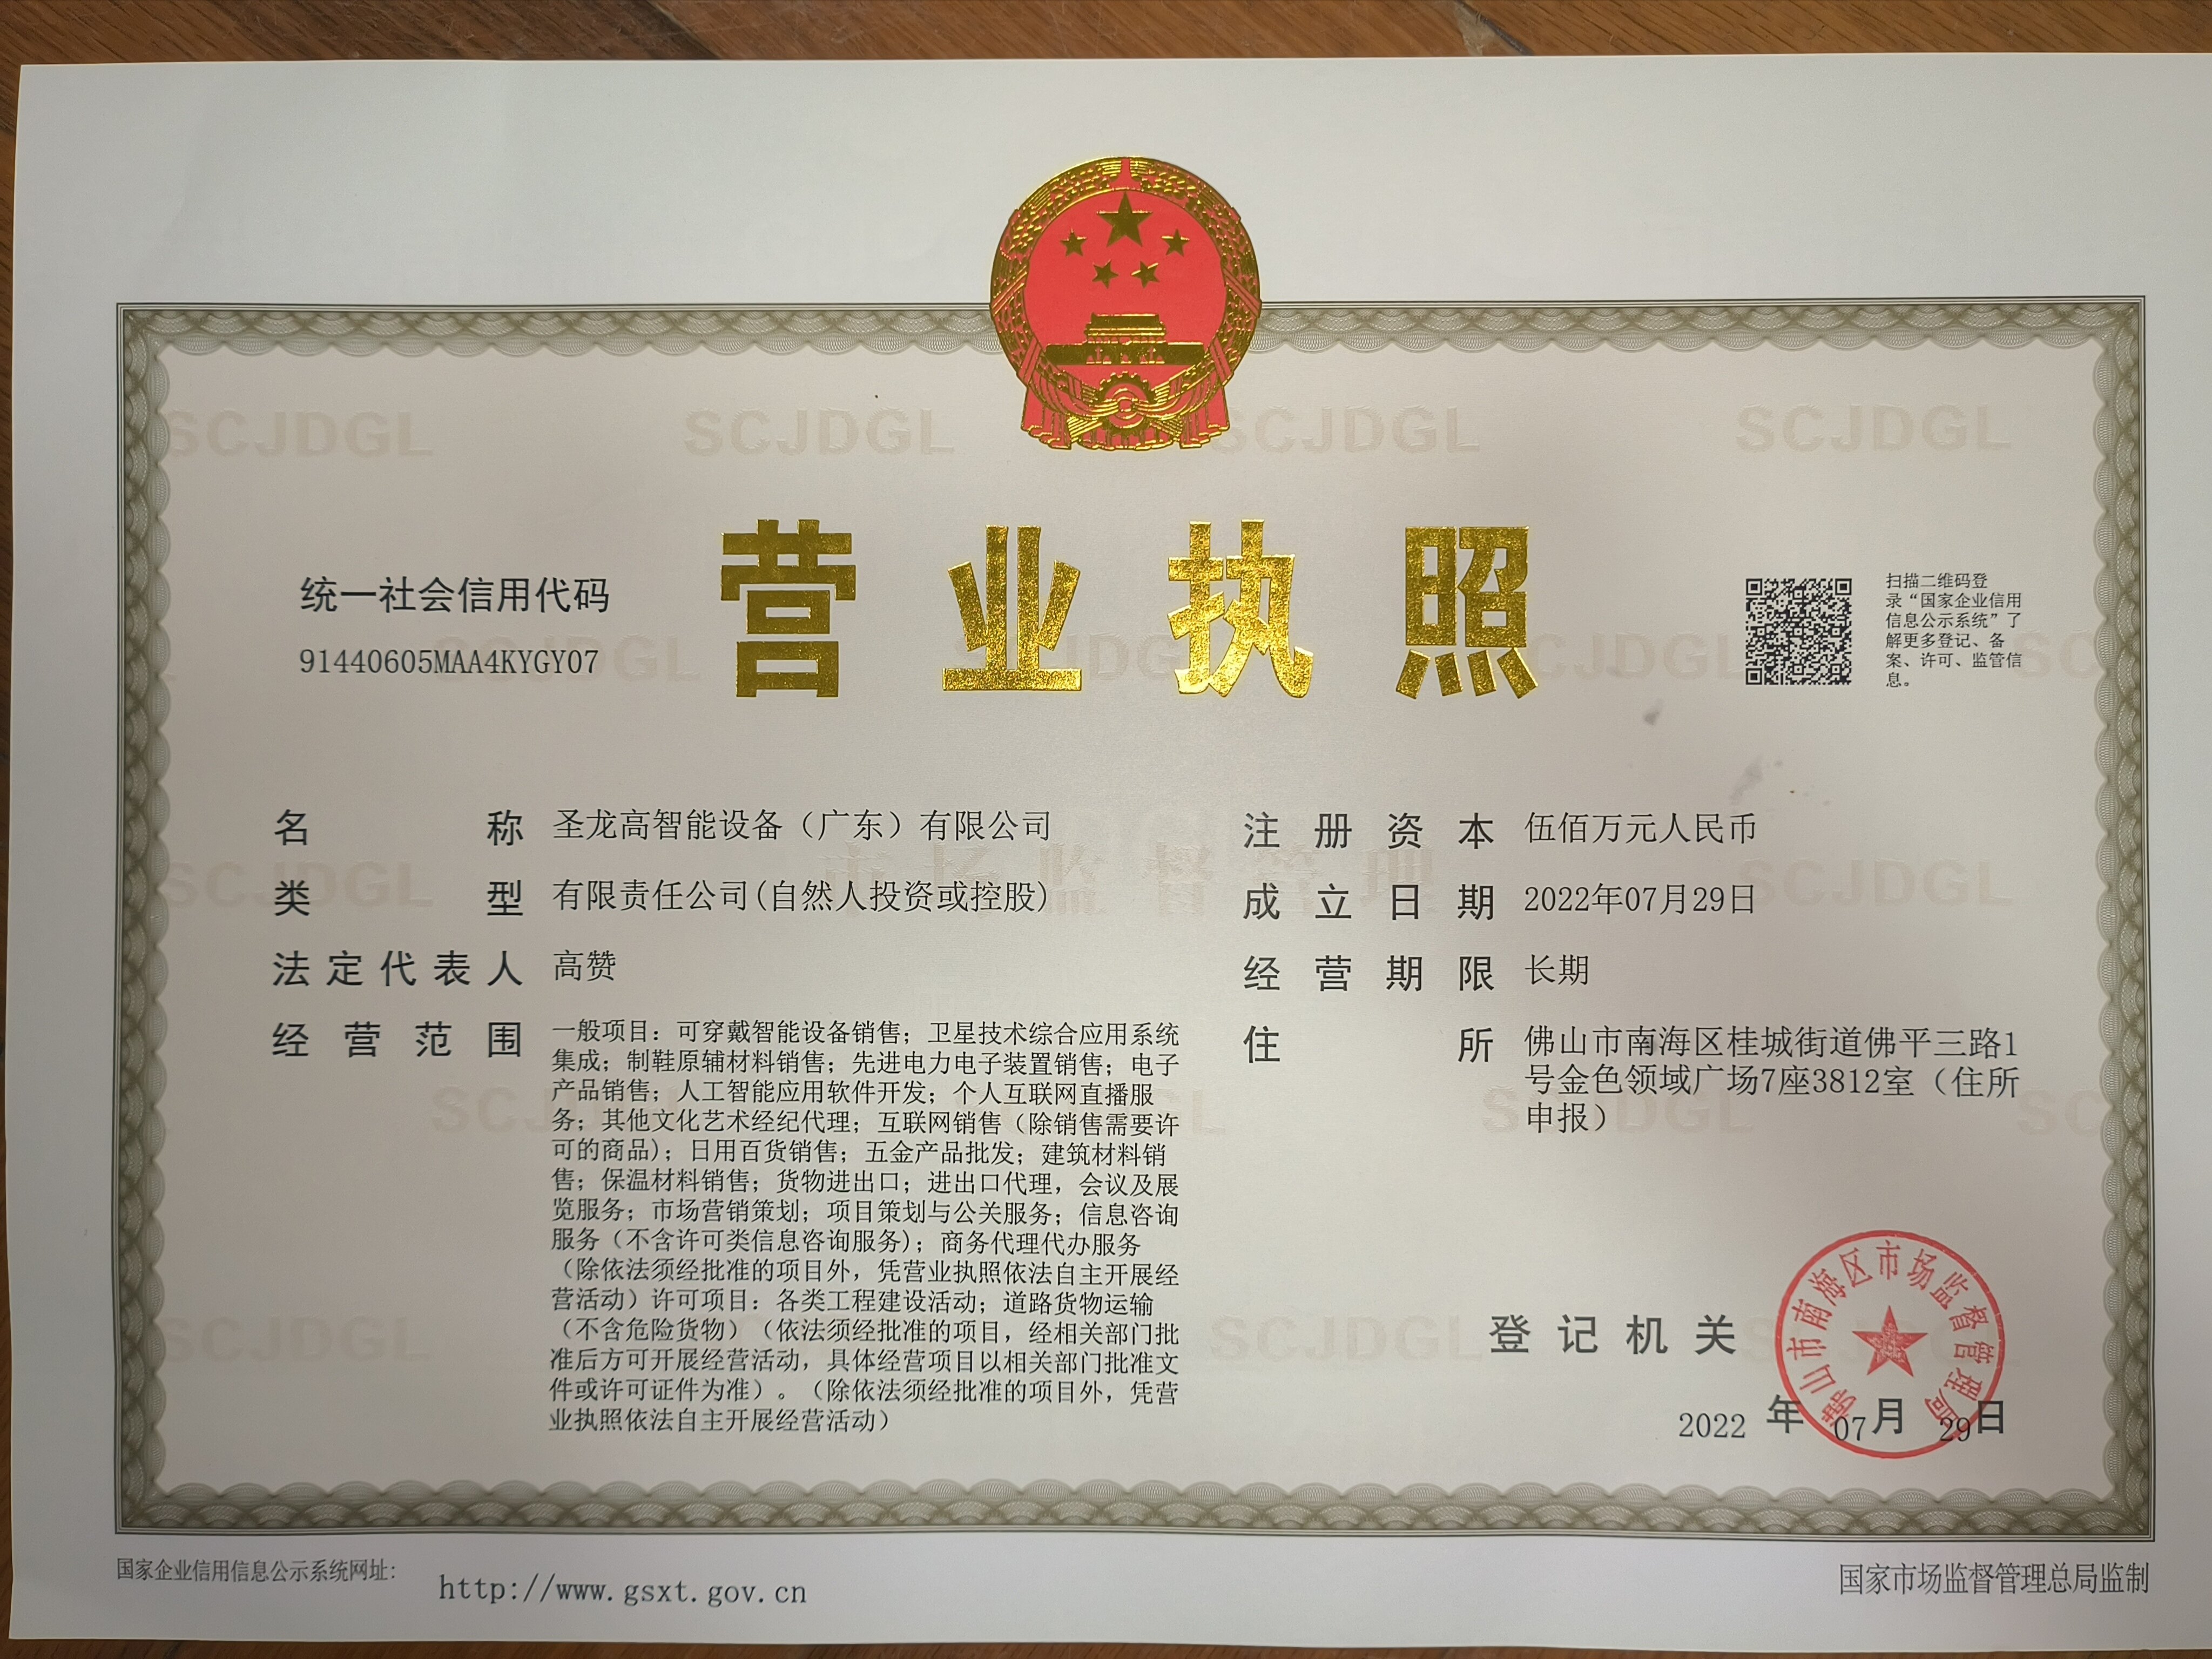 营业执照
统一社会信用代码
91440605MAA4KYGY07
扫描二维码登
录“国家企业信用
信息公示系统”了
解更多登记、备
案、许可、监管信
息。
名称 圣龙高智能设备（广东）有限公司
类型 有限责任公司(自然人投资或控股)
法定代表人 高赞
经营范围 一般项目：可穿戴智能设备销售；卫星技术综合应用系统
集成；制鞋原辅材料销售；先进电力电子装置销售；电子
产品销售；人工智能应用软件开发；个人互联网直播服
务；其他文化艺术经纪代理；互联网销售（除销售需要许
可的商品)；日用百货销售；五金产品批发；建筑材料销
售；保温材料销售；货物进出口；进出口代理，会议及展
览服务；市场营销策划；项目策划与公关服务；信息咨询
服务（不含许可类信息咨询服务)；商务代理代办服务
（除依法须经批准的项目外，凭营业执照依法自主开展经
营活动）许可项目：各类工程建设活动；道路货物运输
（不含危险货物）（依法须经批准的项目，经相关部门批
准后方可开展经营活动，具体经营项目以相关部门批准文
件或许可证件为准）。（除依法须经批准的项目外，凭营
业执照依法自主开展经营活动）
注册资本 伍佰万元人民币
成立日期 2022年07月29日
经营期限 长期
住所 佛山市南海区桂城街道佛平三路1
号金色领域广场7座3812室（住所
申报）
登记机关
佛山市南海区市场监督管理局
2022 年 07 月 29 日
国家企业信用信息公示系统网址：
http://www.gsxt.gov.cn
国家市场监督管理总局监制
SCJDGL
SCJDGL
SCJDGL
SCJDGL
市场监督管理